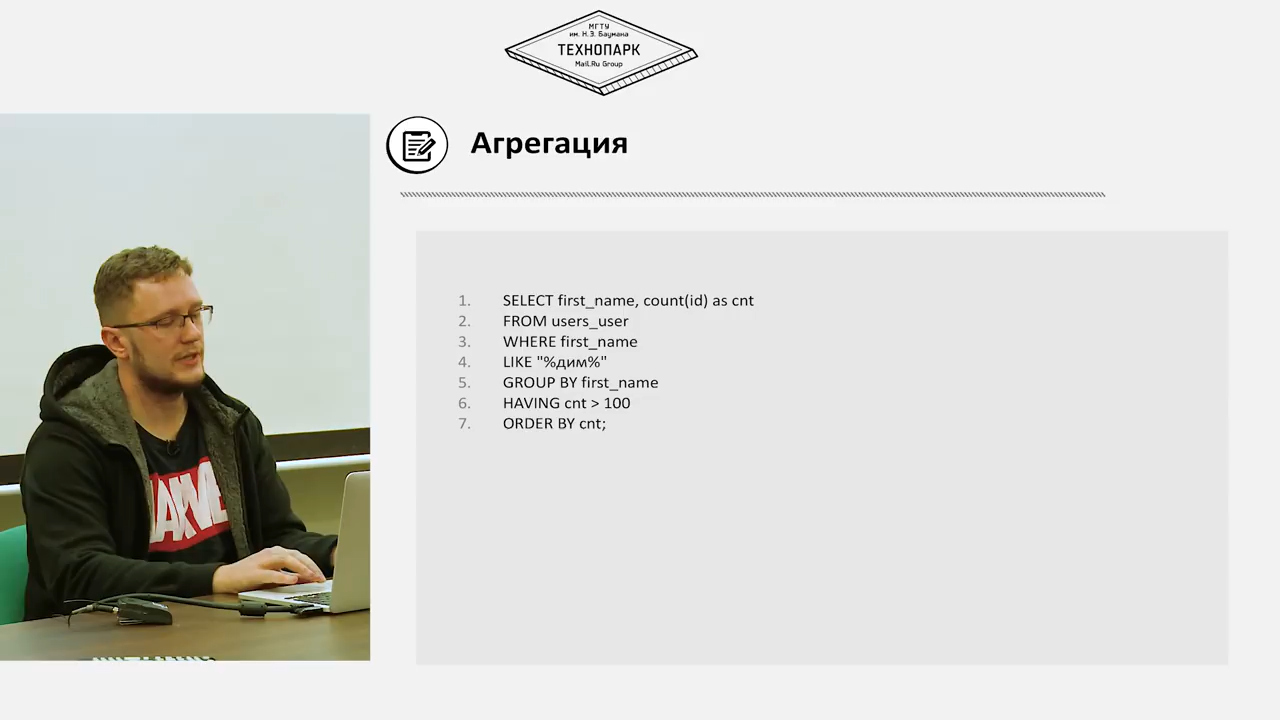 МГТУ
им. Н.Э. Баумана
ТЕХНОПАРК
Mail.Ru Group
Агрегация
1. SELECT first_name, count(id) as cnt
2. FROM users_user
3. WHERE first_name
4. LIKE "%дим%"
5. GROUP BY first_name
6. HAVING cnt > 100
7. ORDER BY cnt;
MARVEL